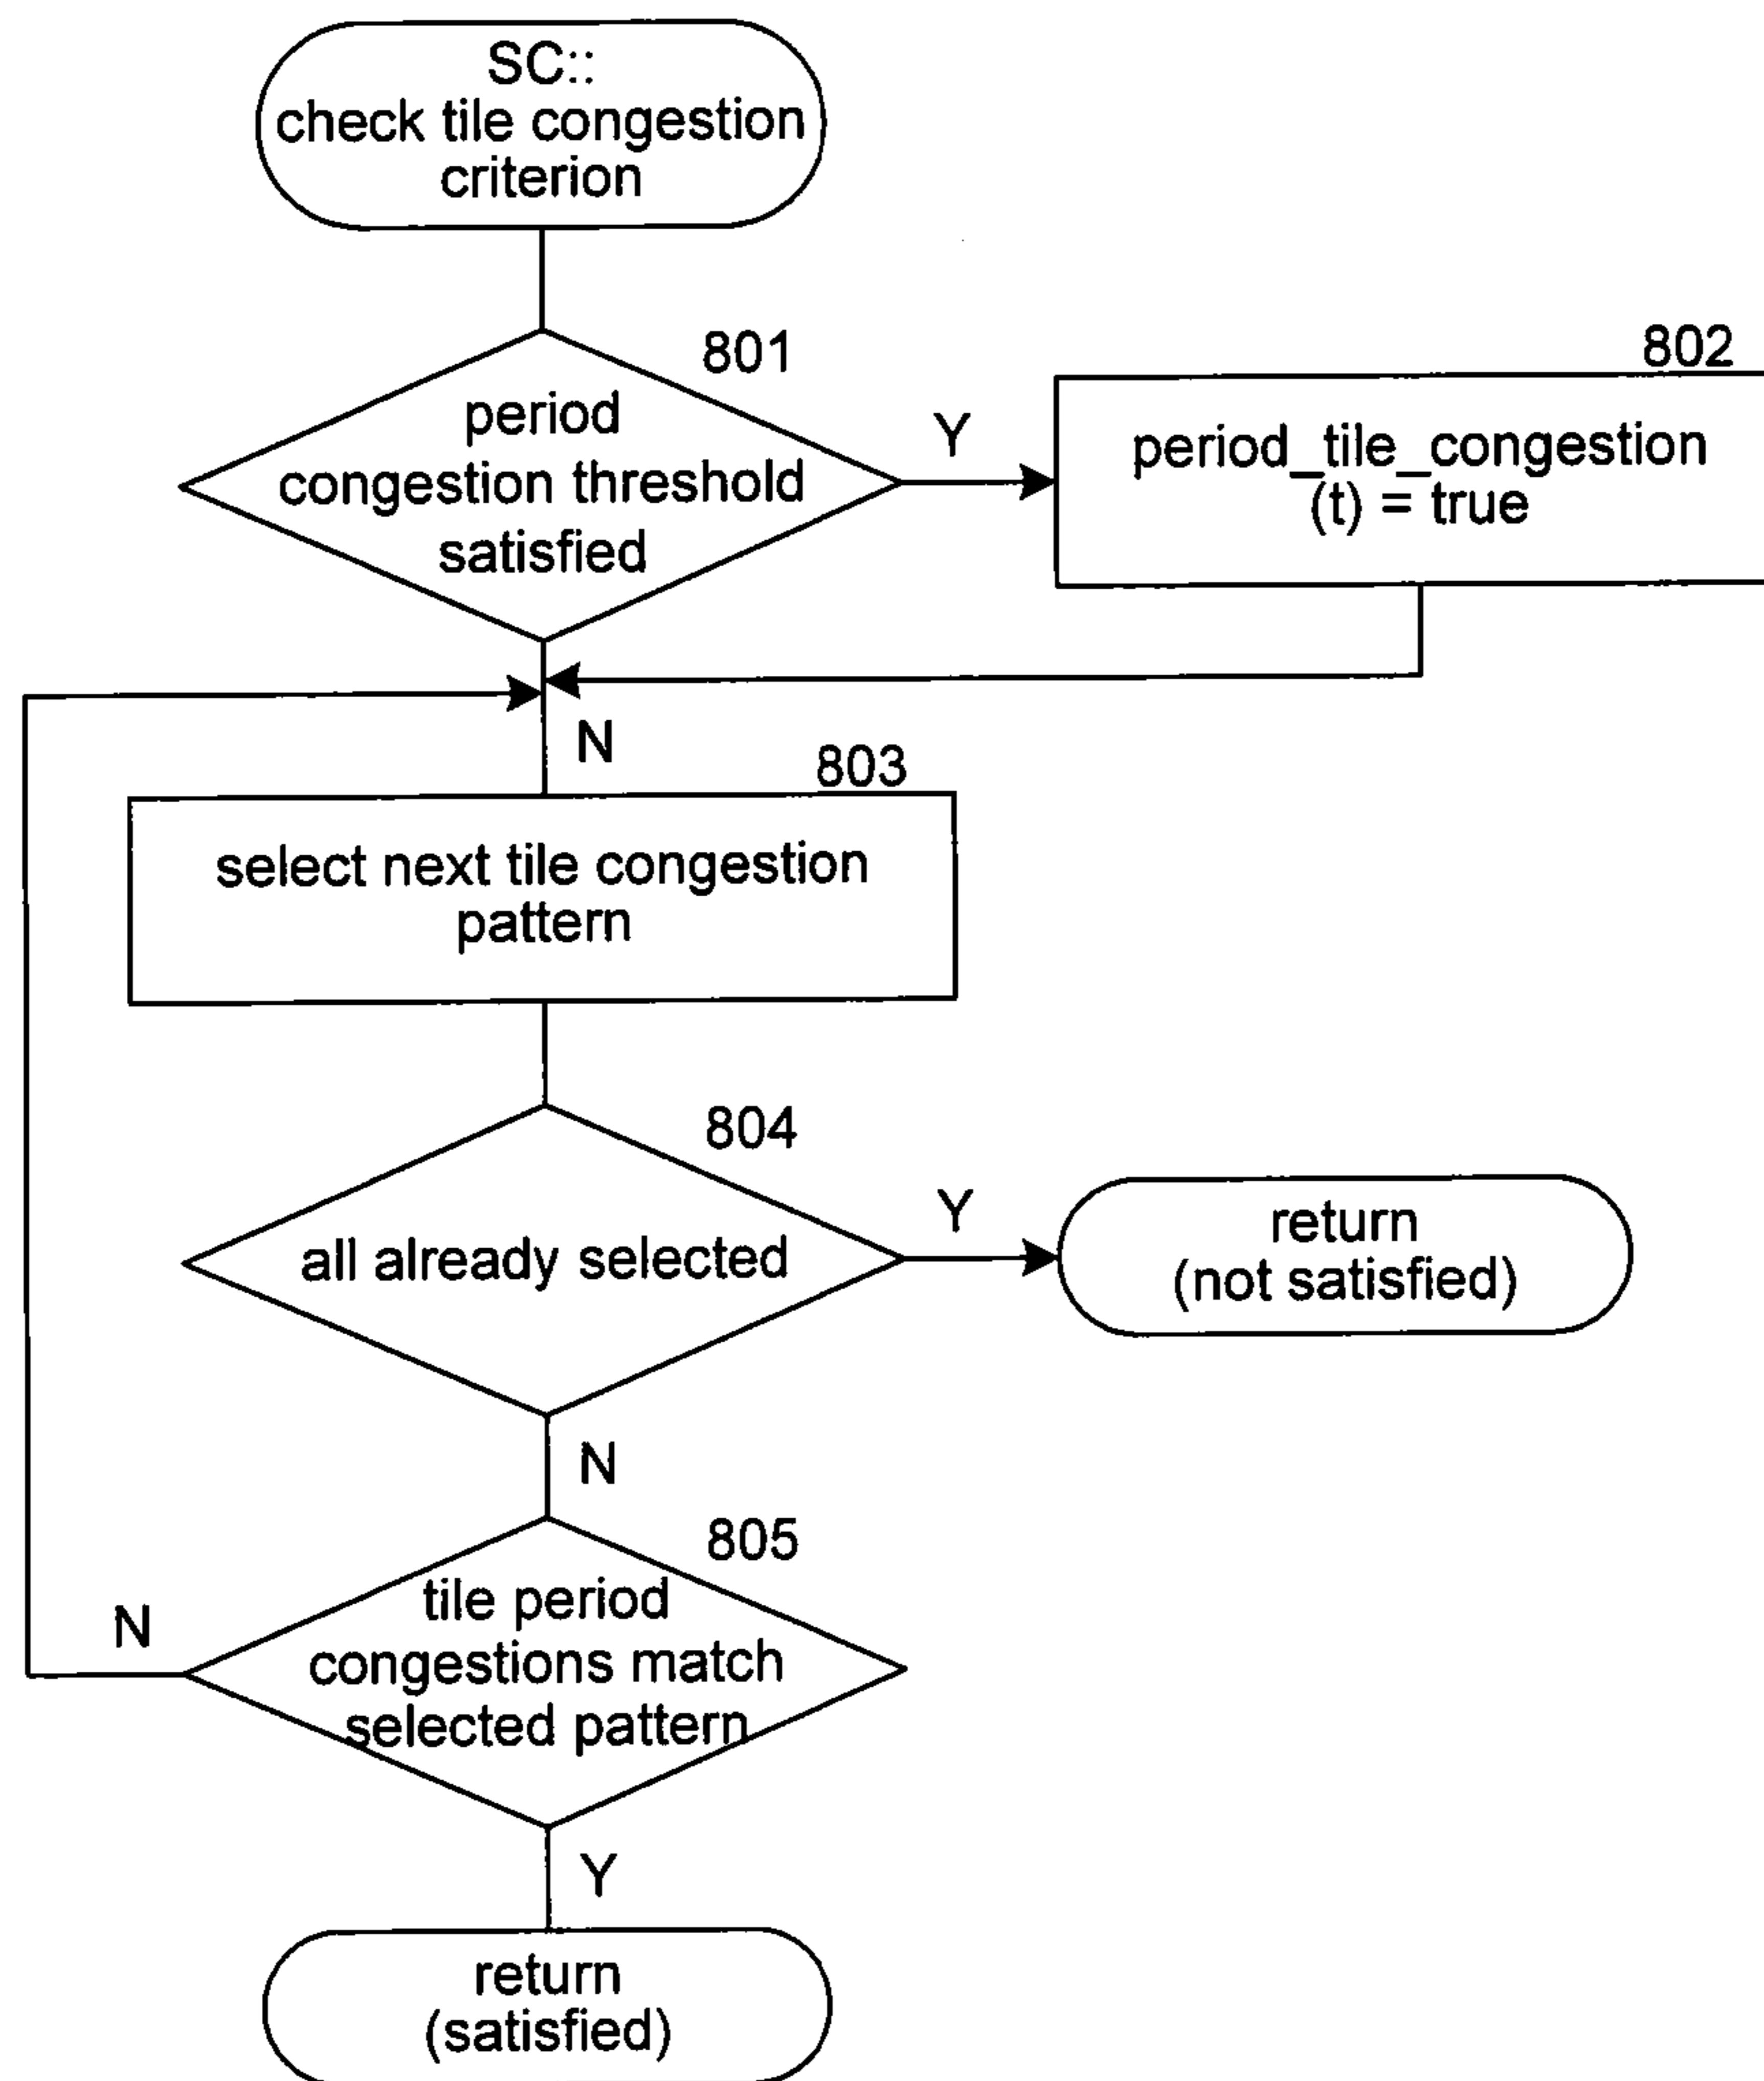 SC::
check tile congestion
criterion
801
period
congestion threshold
satisfied
Y
802
period_tile_congestion
(t) = true
N
803
select next tile congestion
pattern
804
all already selected
Y
return
(not satisfied)
N
805
tile period
congestions match
selected pattern
N
Y
return
(satisfied)